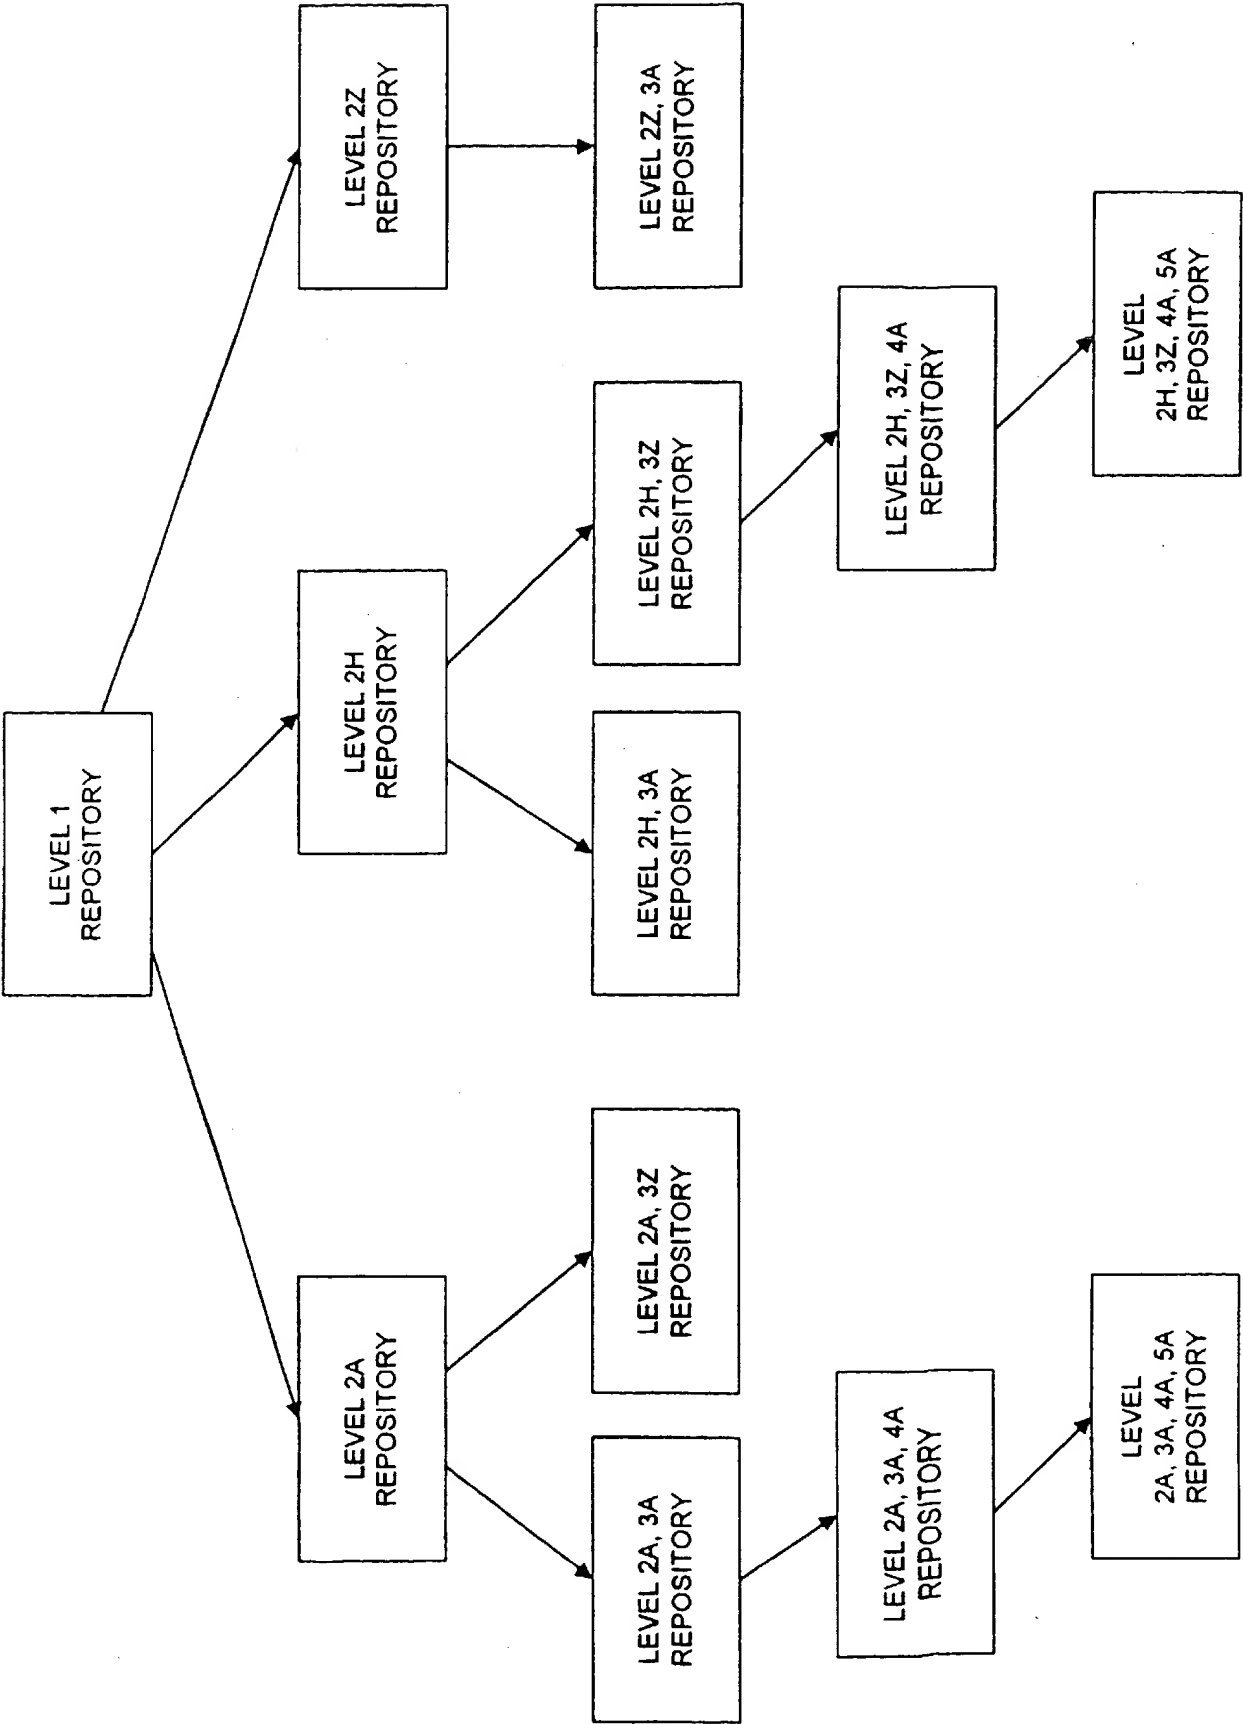 LEVEL 1
REPOSITORY
LEVEL 2A
REPOSITORY
LEVEL 2H
REPOSITORY
LEVEL 2Z
REPOSITORY
LEVEL 2A, 3A
REPOSITORY
LEVEL 2A, 3Z
REPOSITORY
LEVEL 2H, 3A
REPOSITORY
LEVEL 2H, 3Z
REPOSITORY
LEVEL 2Z, 3A
REPOSITORY
LEVEL 2A, 3A, 4A
REPOSITORY
LEVEL 2H, 3Z, 4A
REPOSITORY
LEVEL
2A, 3A, 4A, 5A
REPOSITORY
LEVEL
2H, 3Z, 4A, 5A
REPOSITORY